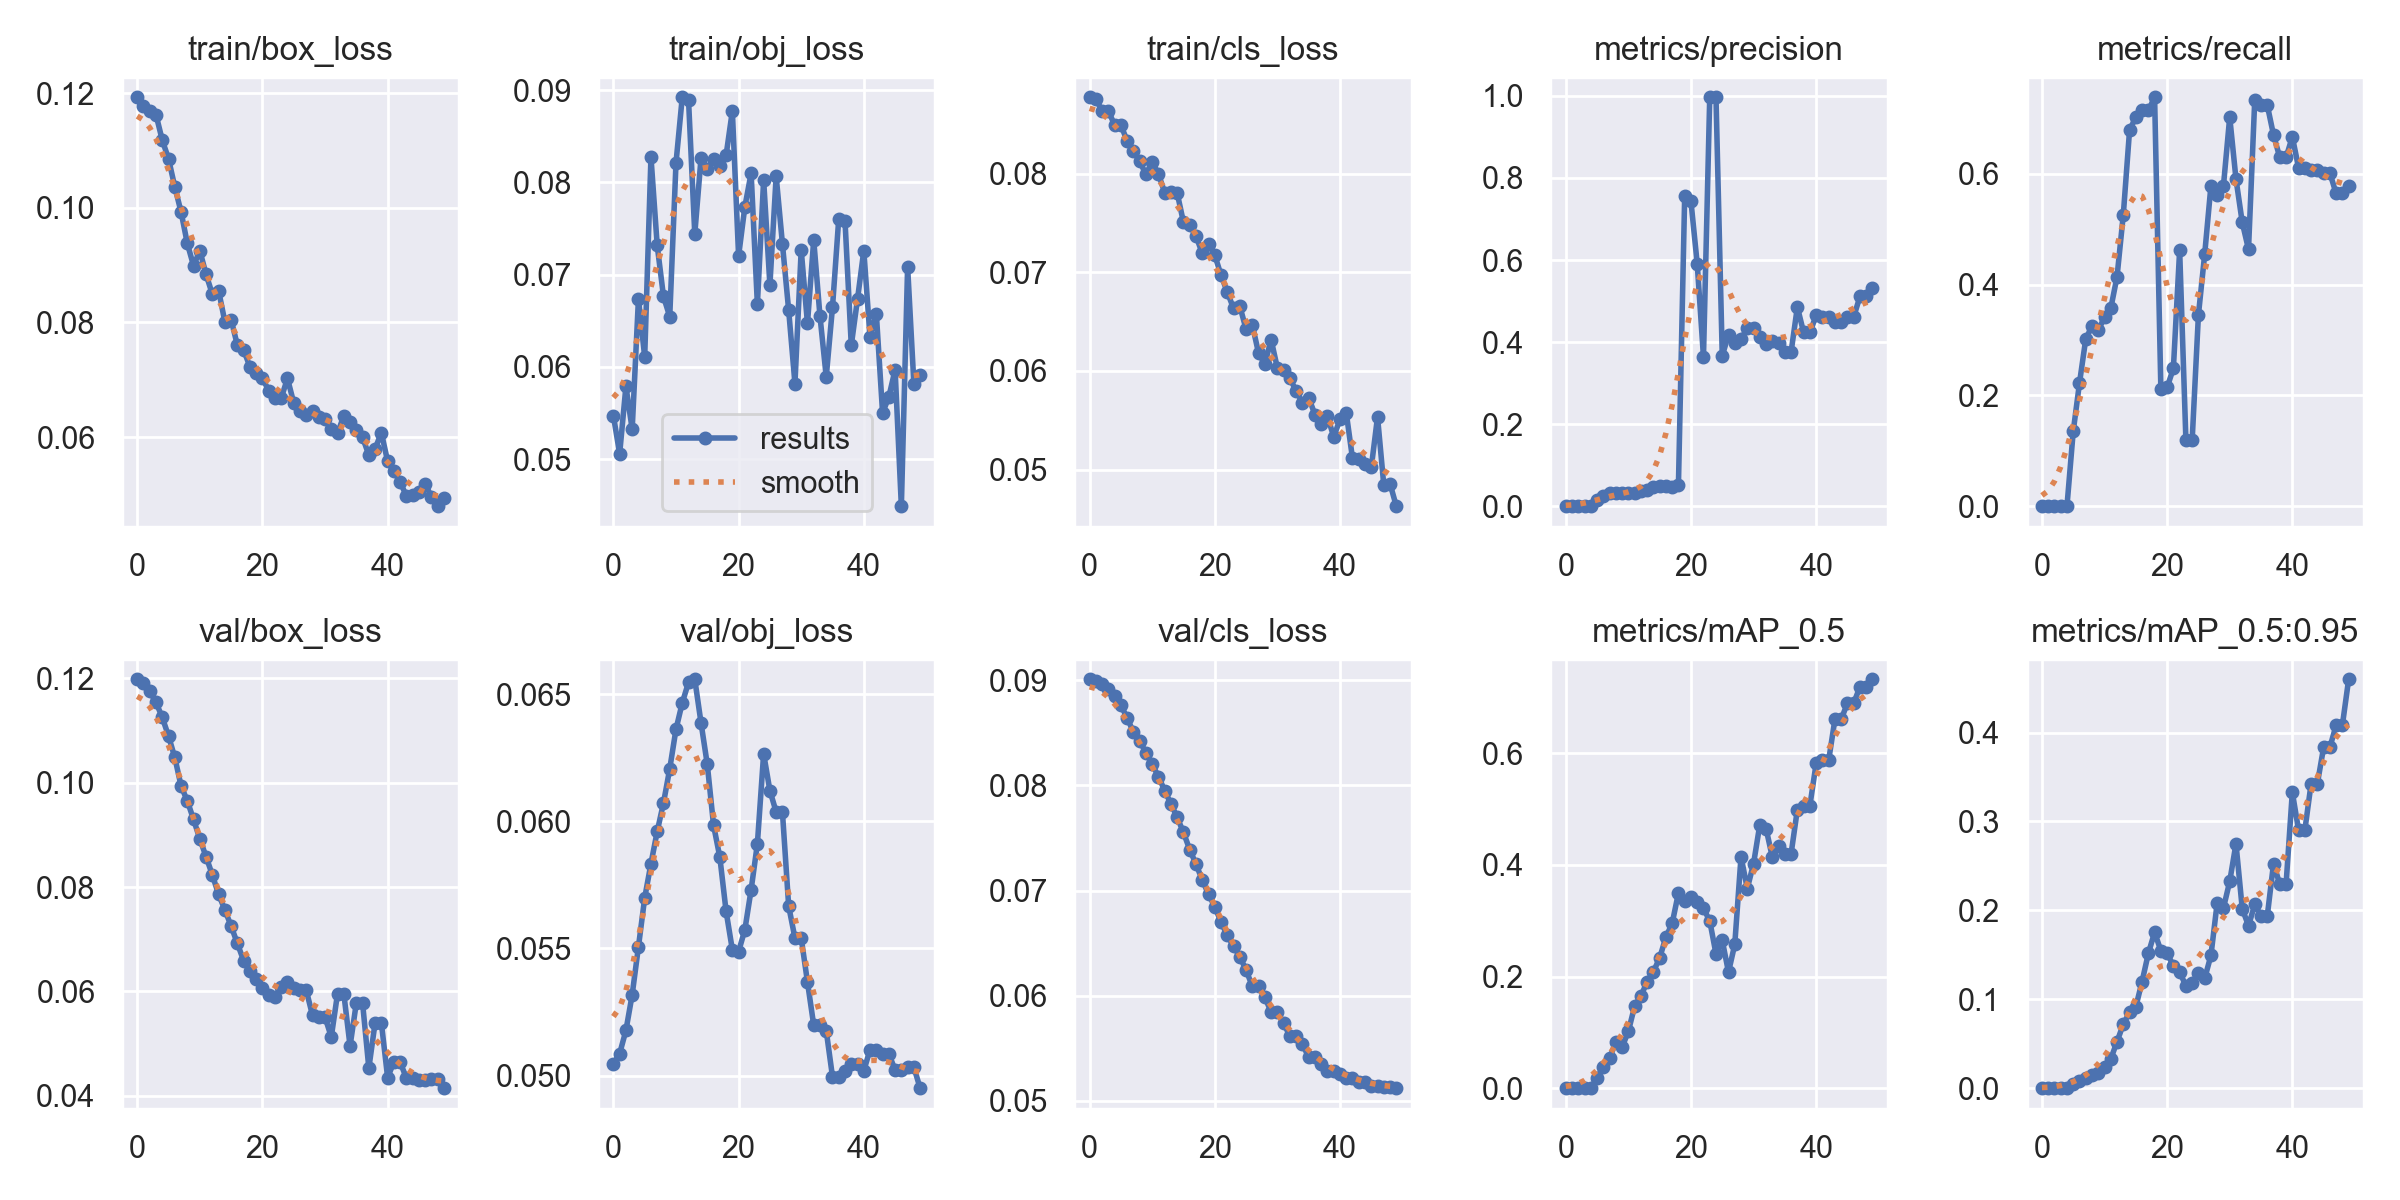 train/box_loss
0.12
0.10
0.08
0.06
0 20 40
train/obj_loss
0.09
0.08
0.07
0.06
0.05
results
smooth
0 20 40
train/cls_loss
0.08
0.07
0.06
0.05
0 20 40
metrics/precision
1.0
0.8
0.6
0.4
0.2
0.0
0 20 40
metrics/recall
0.6
0.4
0.2
0.0
0 20 40
val/box_loss
0.12
0.10
0.08
0.06
0.04
0 20 40
val/obj_loss
0.065
0.060
0.055
0.050
0 20 40
val/cls_loss
0.09
0.08
0.07
0.06
0.05
0 20 40
metrics/mAP_0.5
0.6
0.4
0.2
0.0
0 20 40
metrics/mAP_0.5:0.95
0.4
0.3
0.2
0.1
0.0
0 20 40